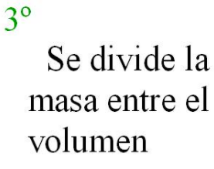 3º
Se divide la
masa entre el
volumen